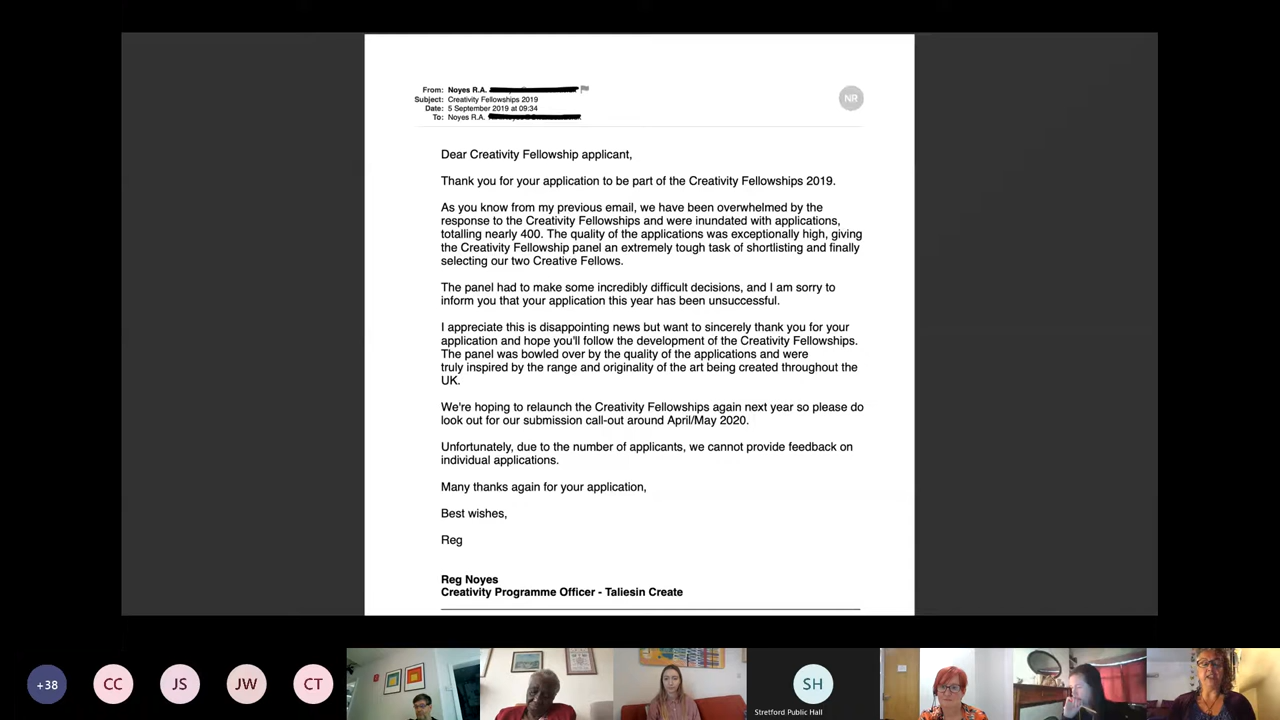 From: Noyes R.A.
Subject: Creativity Fellowships 2019
Date: 5 September 2019 at 09:34
To: Noyes R.A.
NR
Dear Creativity Fellowship applicant,
Thank you for your application to be part of the Creativity Fellowships 2019.
As you know from my previous email, we have been overwhelmed by the
response to the Creativity Fellowships and were inundated with applications,
totalling nearly 400. The quality of the applications was exceptionally high, giving
the Creativity Fellowship panel an extremely tough task of shortlisting and finally
selecting our two Creative Fellows.
The panel had to make some incredibly difficult decisions, and I am sorry to
inform you that your application this year has been unsuccessful.
I appreciate this is disappointing news but want to sincerely thank you for your
application and hope you'll follow the development of the Creativity Fellowships.
The panel was bowled over by the quality of the applications and were
truly inspired by the range and originality of the art being created throughout the
UK.
We're hoping to relaunch the Creativity Fellowships again next year so please do
look out for our submission call-out around April/May 2020.
Unfortunately, due to the number of applicants, we cannot provide feedback on
individual applications.
Many thanks again for your application,
Best wishes,
Reg
Reg Noyes
Creativity Programme Officer - Taliesin Create
+38
CC
JS
JW
CT
SH
Stretford Public Hall